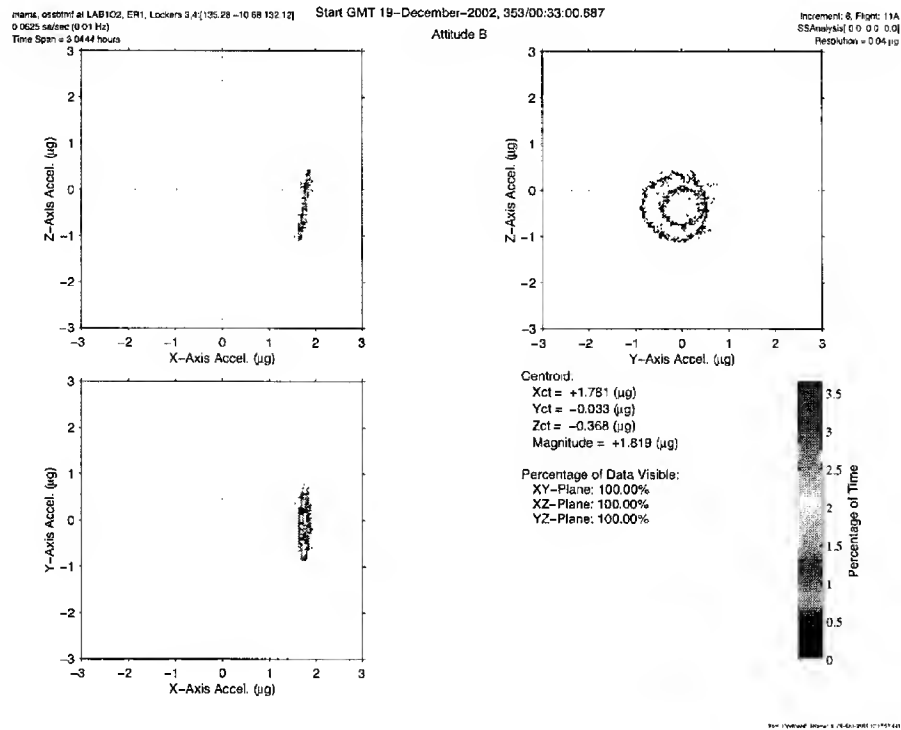 mams, ossbtmf at LAB1O2, ER1, Lockers 3,4:[135.28 −10.68 132.12]
0.0625 sa/sec (0.01 Hz)
Time Span = 3.0444 hours
Start GMT 19−December−2002, 353/00:33:00.687
Attitude B
Increment: 6, Flight: 11A
SSAnalysis[ 0.0 0.0 0.0]
Resolution = 0.04 µg
3
2
1
0
−1
−2
−3
Z−Axis Accel. (µg)
−3 −2 −1 0 1 2 3
X−Axis Accel. (µg)
3
2
1
0
−1
−2
−3
Z−Axis Accel. (µg)
−3 −2 −1 0 1 2 3
Y−Axis Accel. (µg)
3
2
1
0
−1
−2
−3
Y−Axis Accel. (µg)
−3 −2 −1 0 1 2 3
X−Axis Accel. (µg)
Centroid:
Xct = +1.781 (µg)
Yct = −0.033 (µg)
Zct = −0.368 (µg)
Magnitude = +1.819 (µg)
Percentage of Data Visible:
XY−Plane: 100.00%
XZ−Plane: 100.00%
YZ−Plane: 100.00%
3.5
3
2.5
2
1.5
1
0.5
0
Percentage of Time